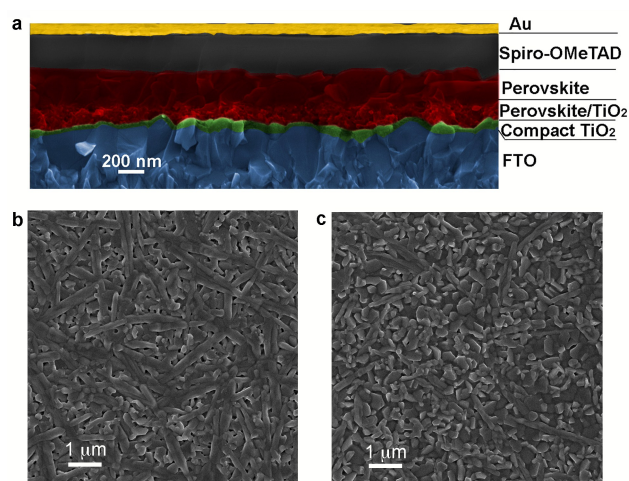 a
Au
Spiro-OMeTAD
Perovskite
Perovskite/TiO₂
Compact TiO₂
FTO
200 nm
b
c
1 μm
1 μm